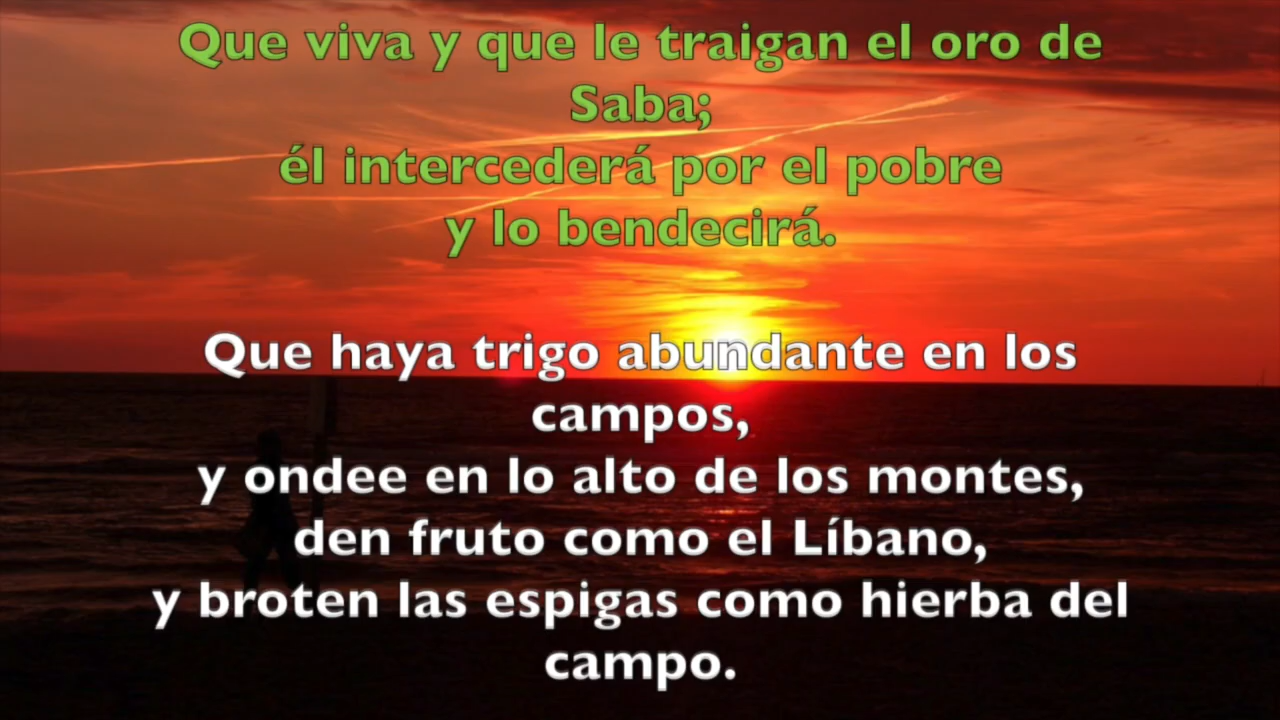 Que viva y que le traigan el oro de
Saba;
él intercederá por el pobre
y lo bendecirá.
Que haya trigo abundante en los
campos,
y ondee en lo alto de los montes,
den fruto como el Líbano,
y broten las espigas como hierba del
campo.